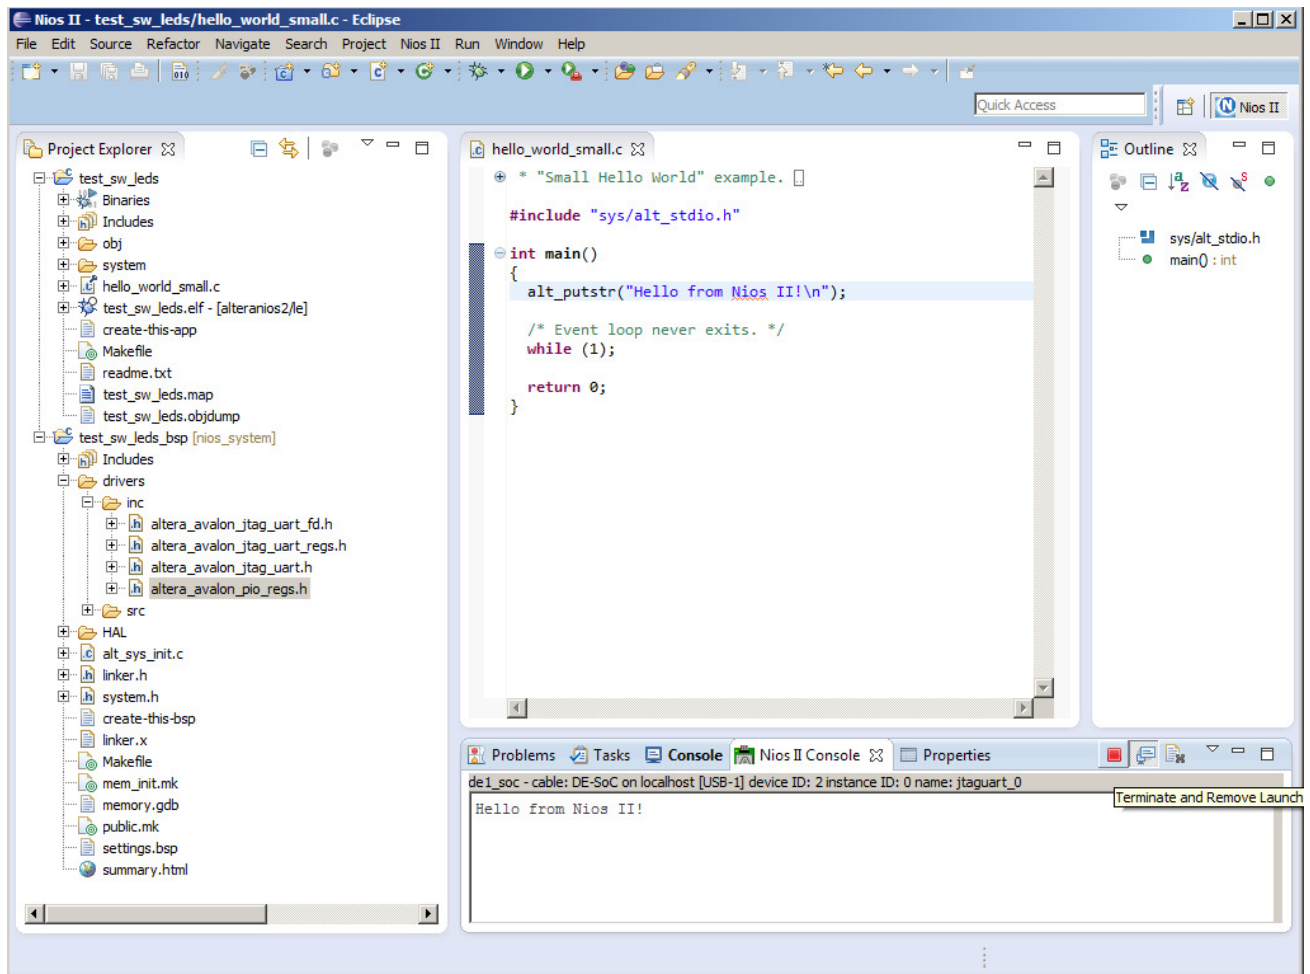 Nios II - test_sw_leds/hello_world_small.c - Eclipse
File Edit Source Refactor Navigate Search Project Nios II Run Window Help
Quick Access
Nios II
Project Explorer
test_sw_leds
Binaries
Includes
obj
system
hello_world_small.c
test_sw_leds.elf - [alteranios2/le]
create-this-app
Makefile
readme.txt
test_sw_leds.map
test_sw_leds.objdump
test_sw_leds_bsp [nios_system]
Includes
drivers
inc
altera_avalon_jtag_uart_fd.h
altera_avalon_jtag_uart_regs.h
altera_avalon_jtag_uart.h
altera_avalon_pio_regs.h
src
HAL
alt_sys_init.c
linker.h
system.h
create-this-bsp
linker.x
Makefile
mem_init.mk
memory.gdb
public.mk
settings.bsp
summary.html
hello_world_small.c
* "Small Hello World" example.
#include "sys/alt_stdio.h"
int main()
{
alt_putstr("Hello from Nios II!\n");
/* Event loop never exits. */
while (1);
return 0;
}
Outline
sys/alt_stdio.h
main() : int
Problems Tasks Console Nios II Console Properties
de1_soc - cable: DE-SoC on localhost [USB-1] device ID: 2 instance ID: 0 name: jtaguart_0
Terminate and Remove Launch
Hello from Nios II!